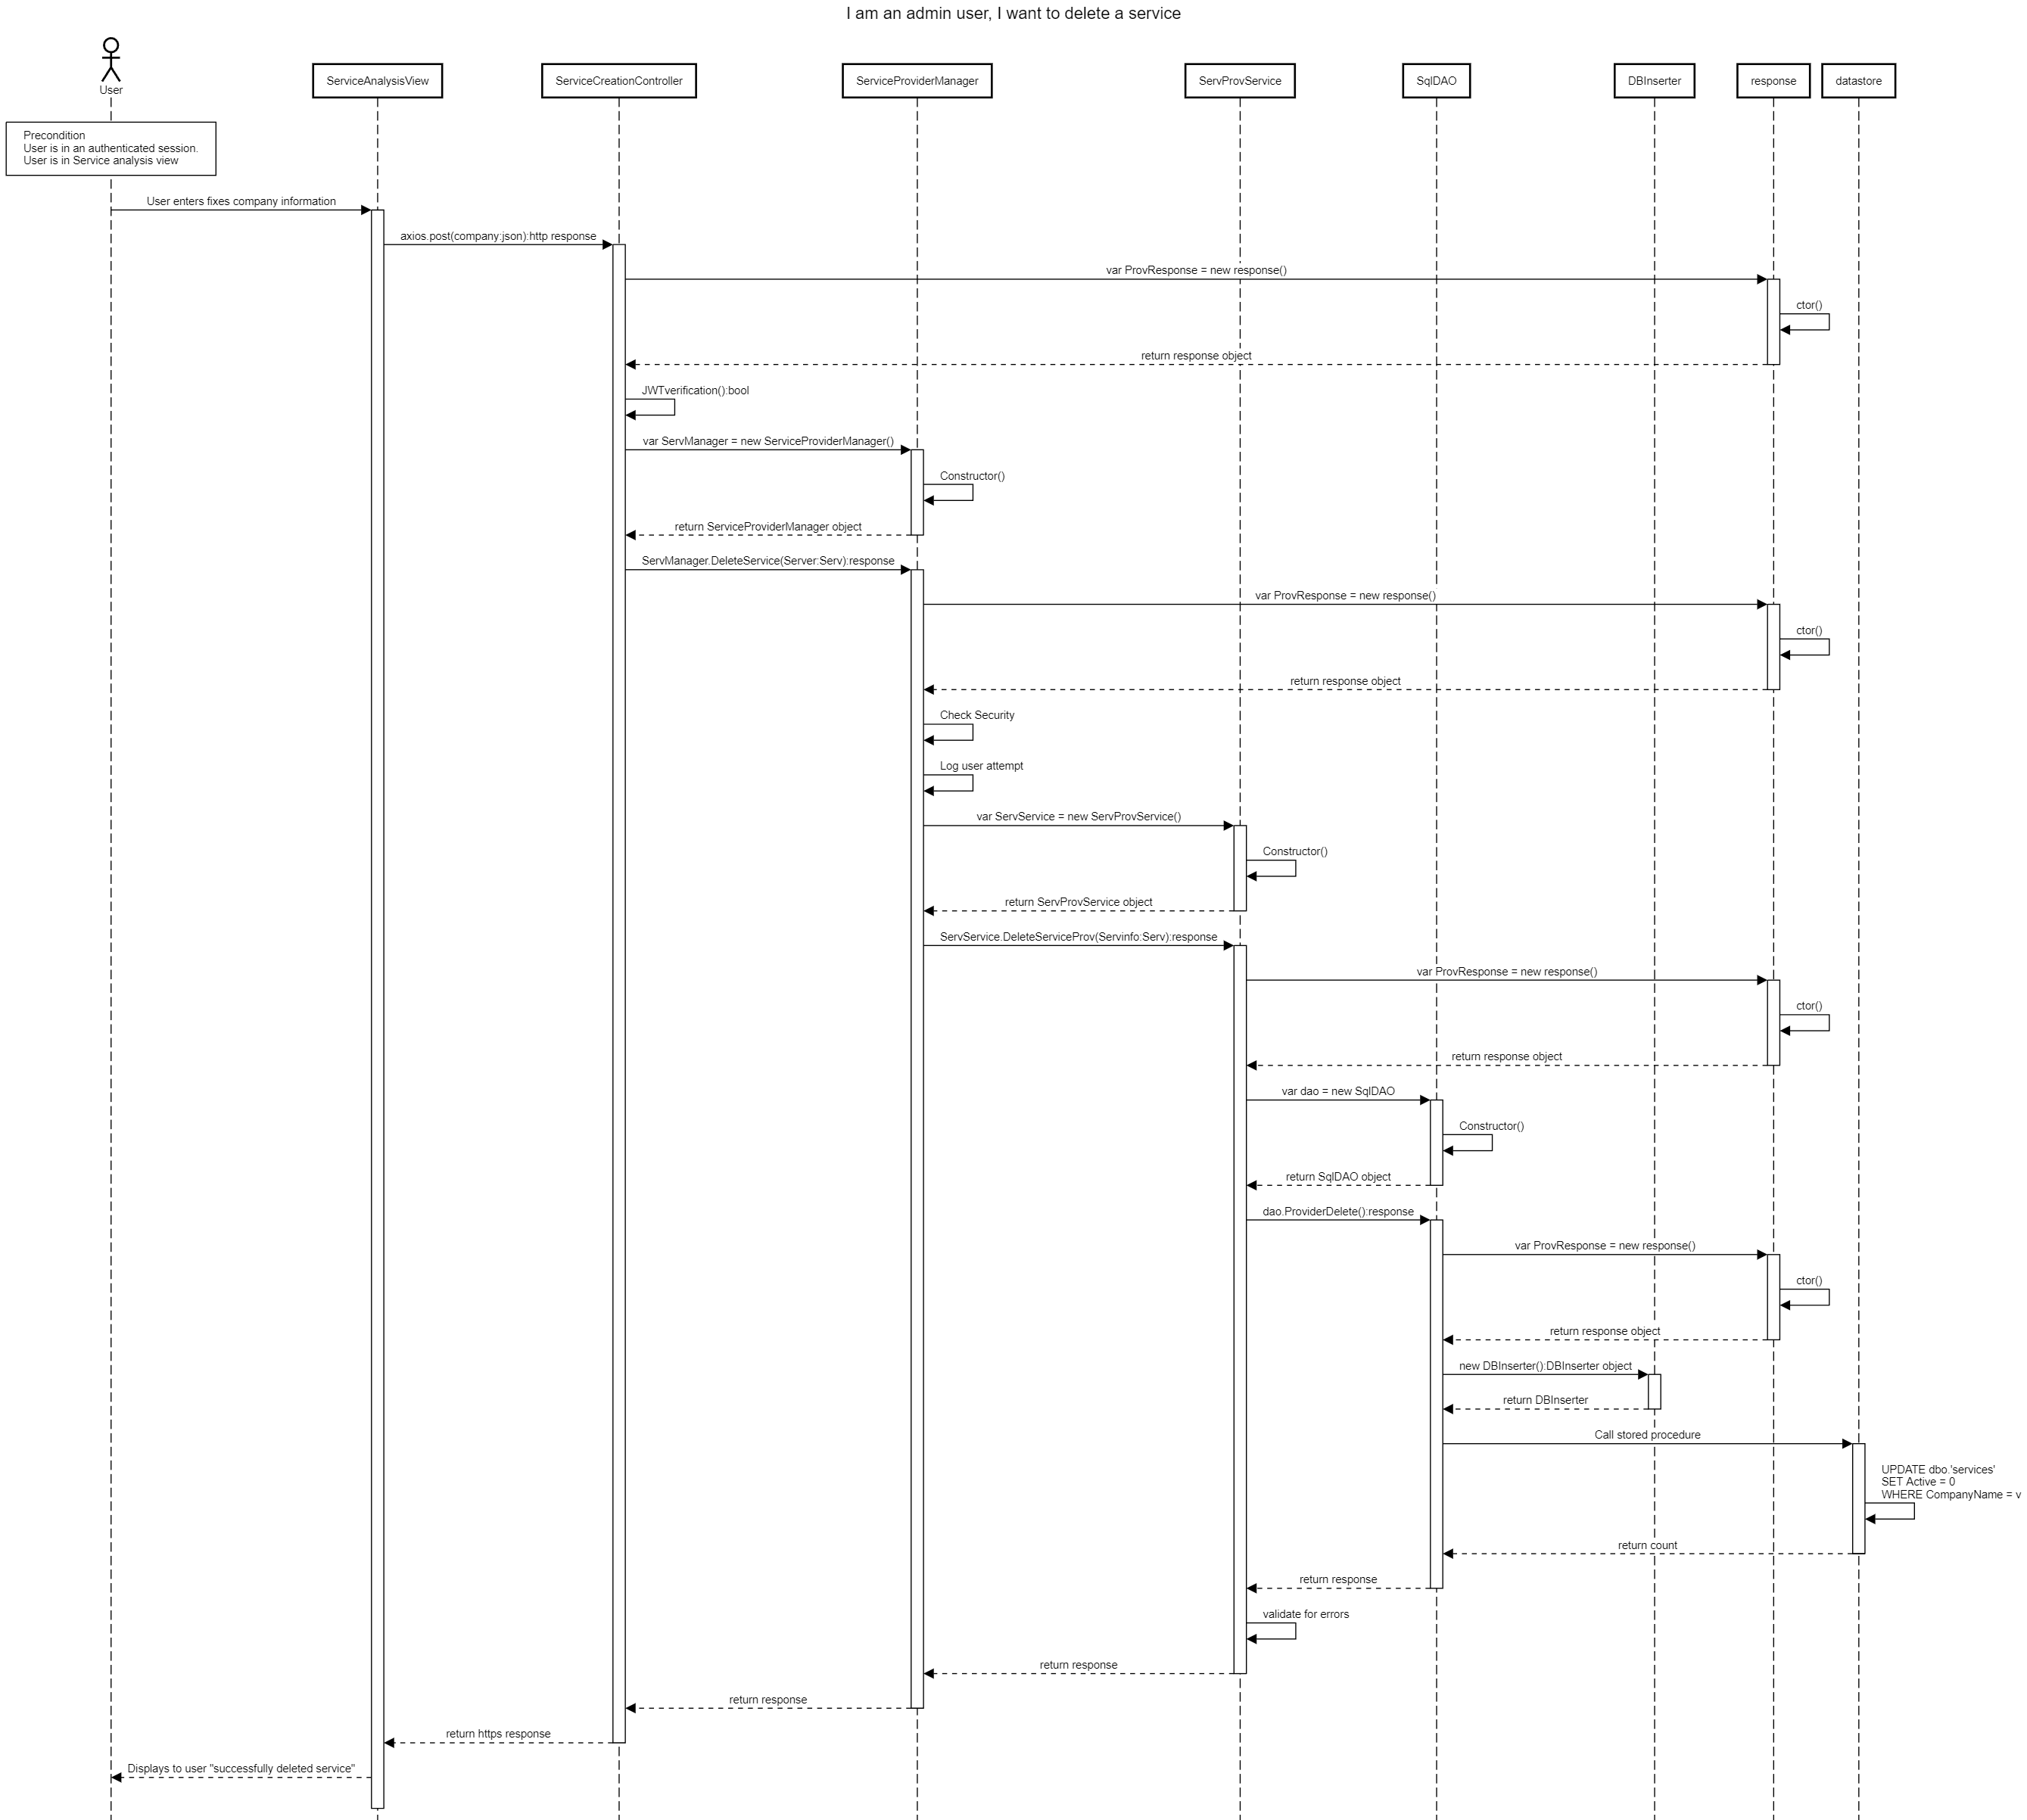 I am an admin user, I want to delete a service
User
ServiceAnalysisView
ServiceCreationController
ServiceProviderManager
ServProvService
SqlDAO
DBInserter
response
datastore
Precondition
User is in an authenticated session.
User is in Service analysis view
User enters fixes company information
axios.post(company:json):http response
var ProvResponse = new response()
ctor()
return response object
JWTverification():bool
var ServManager = new ServiceProviderManager()
Constructor()
return ServiceProviderManager object
ServManager.DeleteService(Server:Serv):response
var ProvResponse = new response()
ctor()
return response object
Check Security
Log user attempt
var ServService = new ServProvService()
Constructor()
return ServProvService object
ServService.DeleteServiceProv(Servinfo:Serv):response
var ProvResponse = new response()
ctor()
return response object
var dao = new SqlDAO
Constructor()
return SqlDAO object
dao.ProviderDelete():response
var ProvResponse = new response()
ctor()
return response object
new DBInserter():DBInserter object
return DBInserter
Call stored procedure
UPDATE dbo.'services'
SET Active = 0
WHERE CompanyName = v
return count
return response
validate for errors
return response
return response
return https response
Displays to user "successfully deleted service"